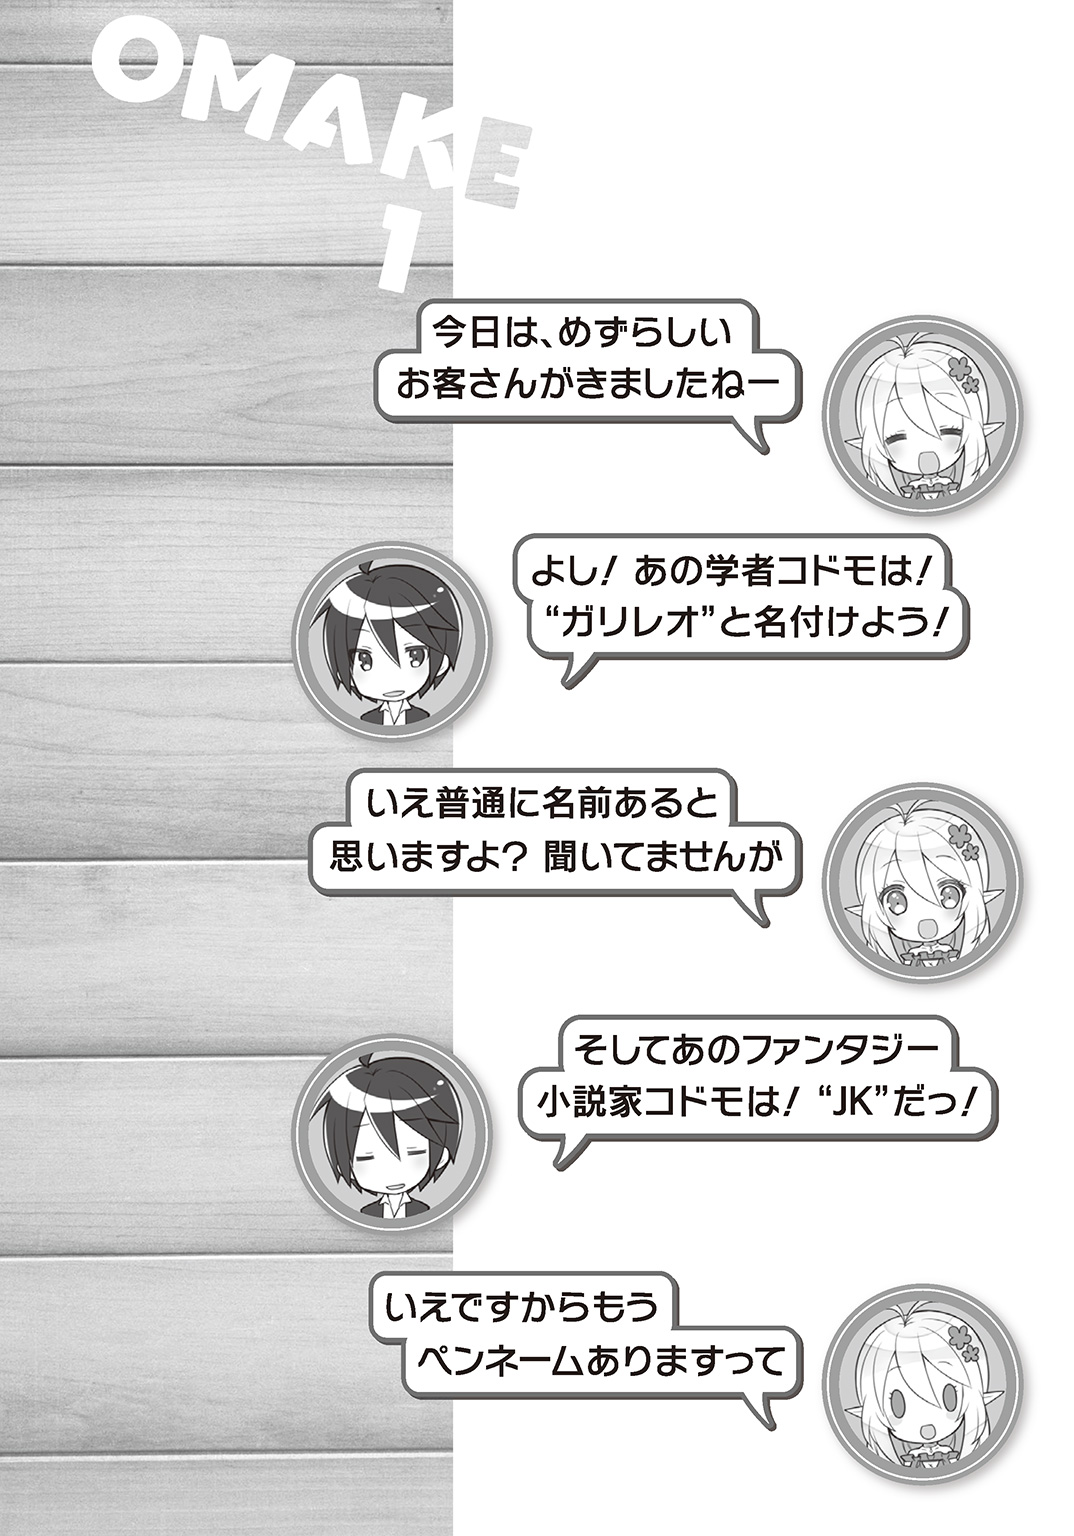 OMAKE
1
今日は、めずらしい
お客さんがきましたねー
よし！ あの学者コドモは！
“ガリレオ”と名付けよう！
いえ普通に名前あると
思いますよ？ 聞いてませんが
そしてあのファンタジー
小説家コドモは！ “JK”だっ！
いえですからもう
ペンネームありますって